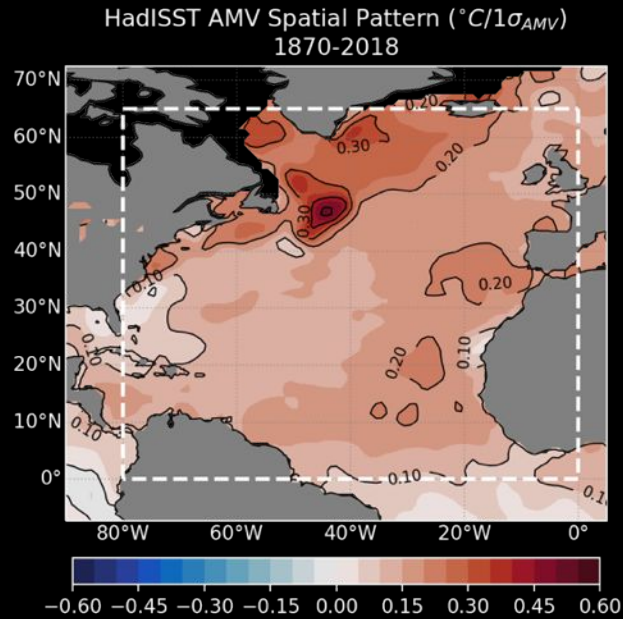 HadISST AMV Spatial Pattern (°C/1σ_AMV)
1870-2018
70°N
60°N
50°N
40°N
30°N
20°N
10°N
0°
0.20
0.30
0.20
0.30
0.10
0.20
0.10
0.20
0.10
0.10
0.10
0.1
80°W
60°W
40°W
20°W
0°
−0.60 −0.45 −0.30 −0.15 0.00 0.15 0.30 0.45 0.60